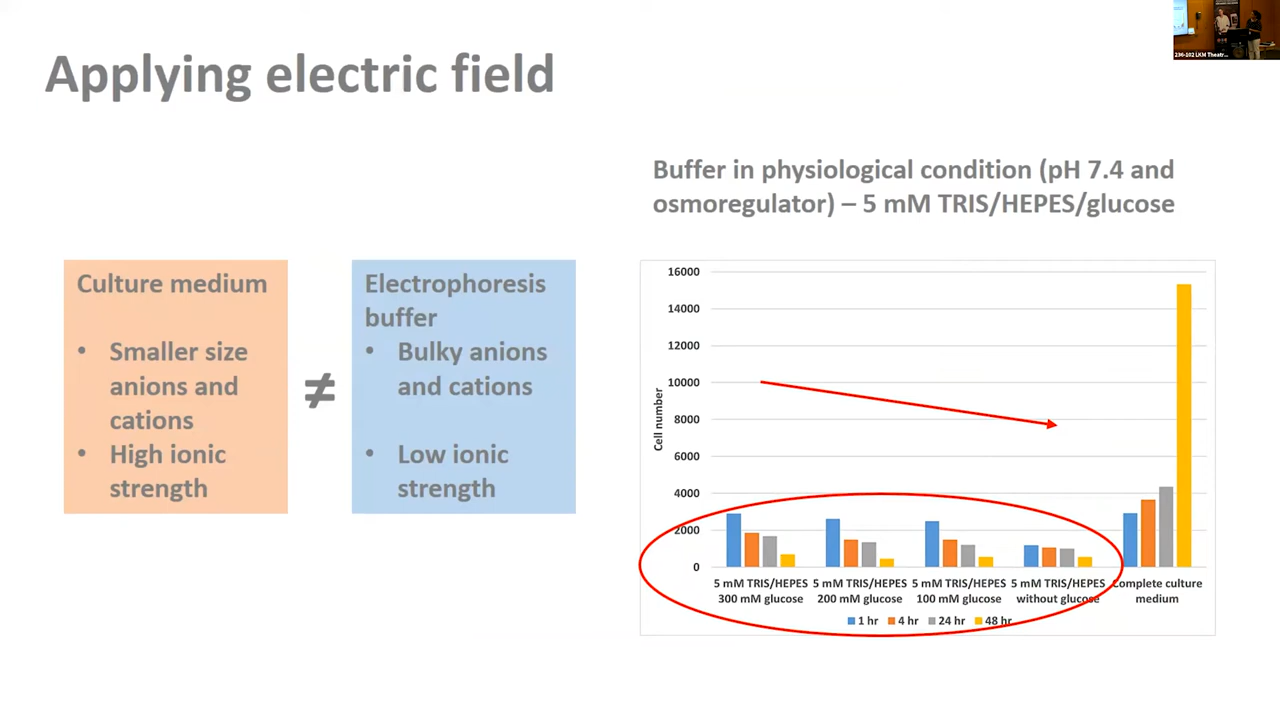 Applying electric field
Buffer in physiological condition (pH 7.4 and
osmoregulator) – 5 mM TRIS/HEPES/glucose
Culture medium
• Smaller size
anions and
cations
• High ionic
strength
≠
Electrophoresis
buffer
• Bulky anions
and cations
• Low ionic
strength
Cell number
16000
14000
12000
10000
8000
6000
4000
2000
0
5 mM TRIS/HEPES
300 mM glucose
5 mM TRIS/HEPES
200 mM glucose
5 mM TRIS/HEPES
100 mM glucose
5 mM TRIS/HEPES
without glucose
Complete culture
medium
1 hr 4 hr 24 hr 48 hr
234-102 LKM Theatr...